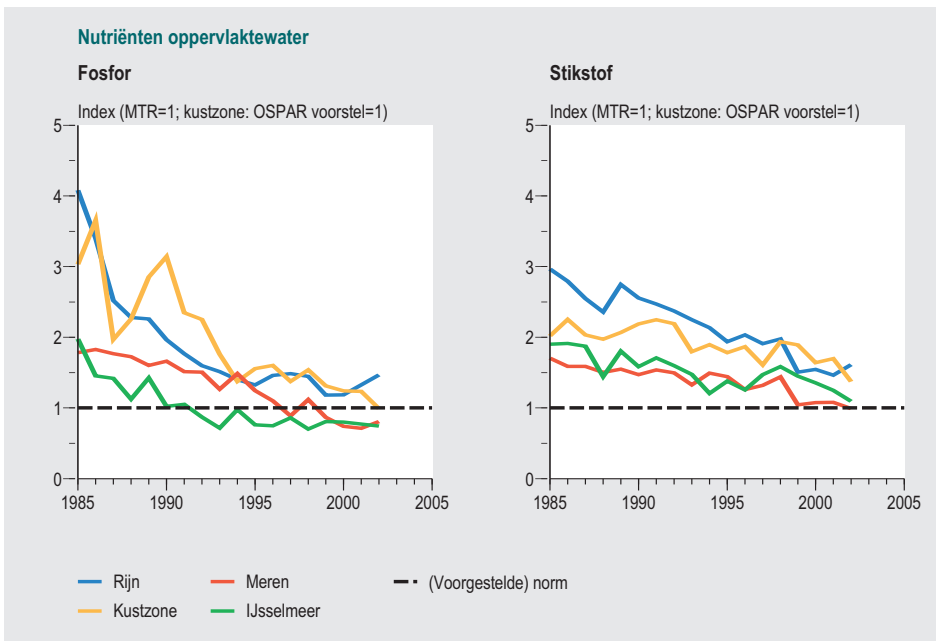 Nutriënten oppervlaktewater
Fosfor
Index (MTR=1; kustzone: OSPAR voorstel=1)
5
4
3
2
1
0
1985 1990 1995 2000 2005
Stikstof
Index (MTR=1; kustzone: OSPAR voorstel=1)
5
4
3
2
1
0
1985 1990 1995 2000 2005
Rijn Meren (Voorgestelde) norm
Kustzone IJsselmeer